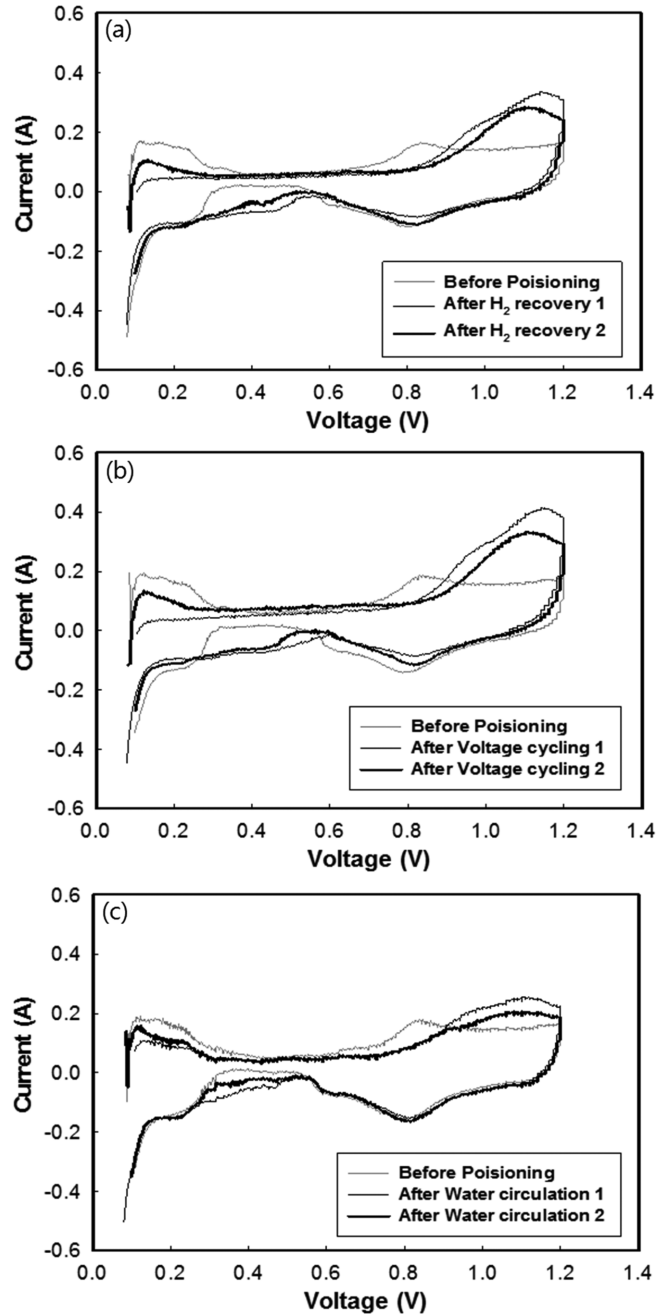 (a)
0.6
0.4
0.2
0.0
-0.2
-0.4
-0.6
Current (A)
Before Poisioning
After H2 recovery 1
After H2 recovery 2
0.0 0.2 0.4 0.6 0.8 1.0 1.2 1.4
Voltage (V)
(b)
0.6
0.4
0.2
0.0
-0.2
-0.4
-0.6
Current (A)
Before Poisioning
After Voltage cycling 1
After Voltage cycling 2
0.0 0.2 0.4 0.6 0.8 1.0 1.2 1.4
Voltage (V)
(c)
0.6
0.4
0.2
0.0
-0.2
-0.4
-0.6
Current (A)
Before Poisioning
After Water circulation 1
After Water circulation 2
0.0 0.2 0.4 0.6 0.8 1.0 1.2 1.4
Voltage (V)